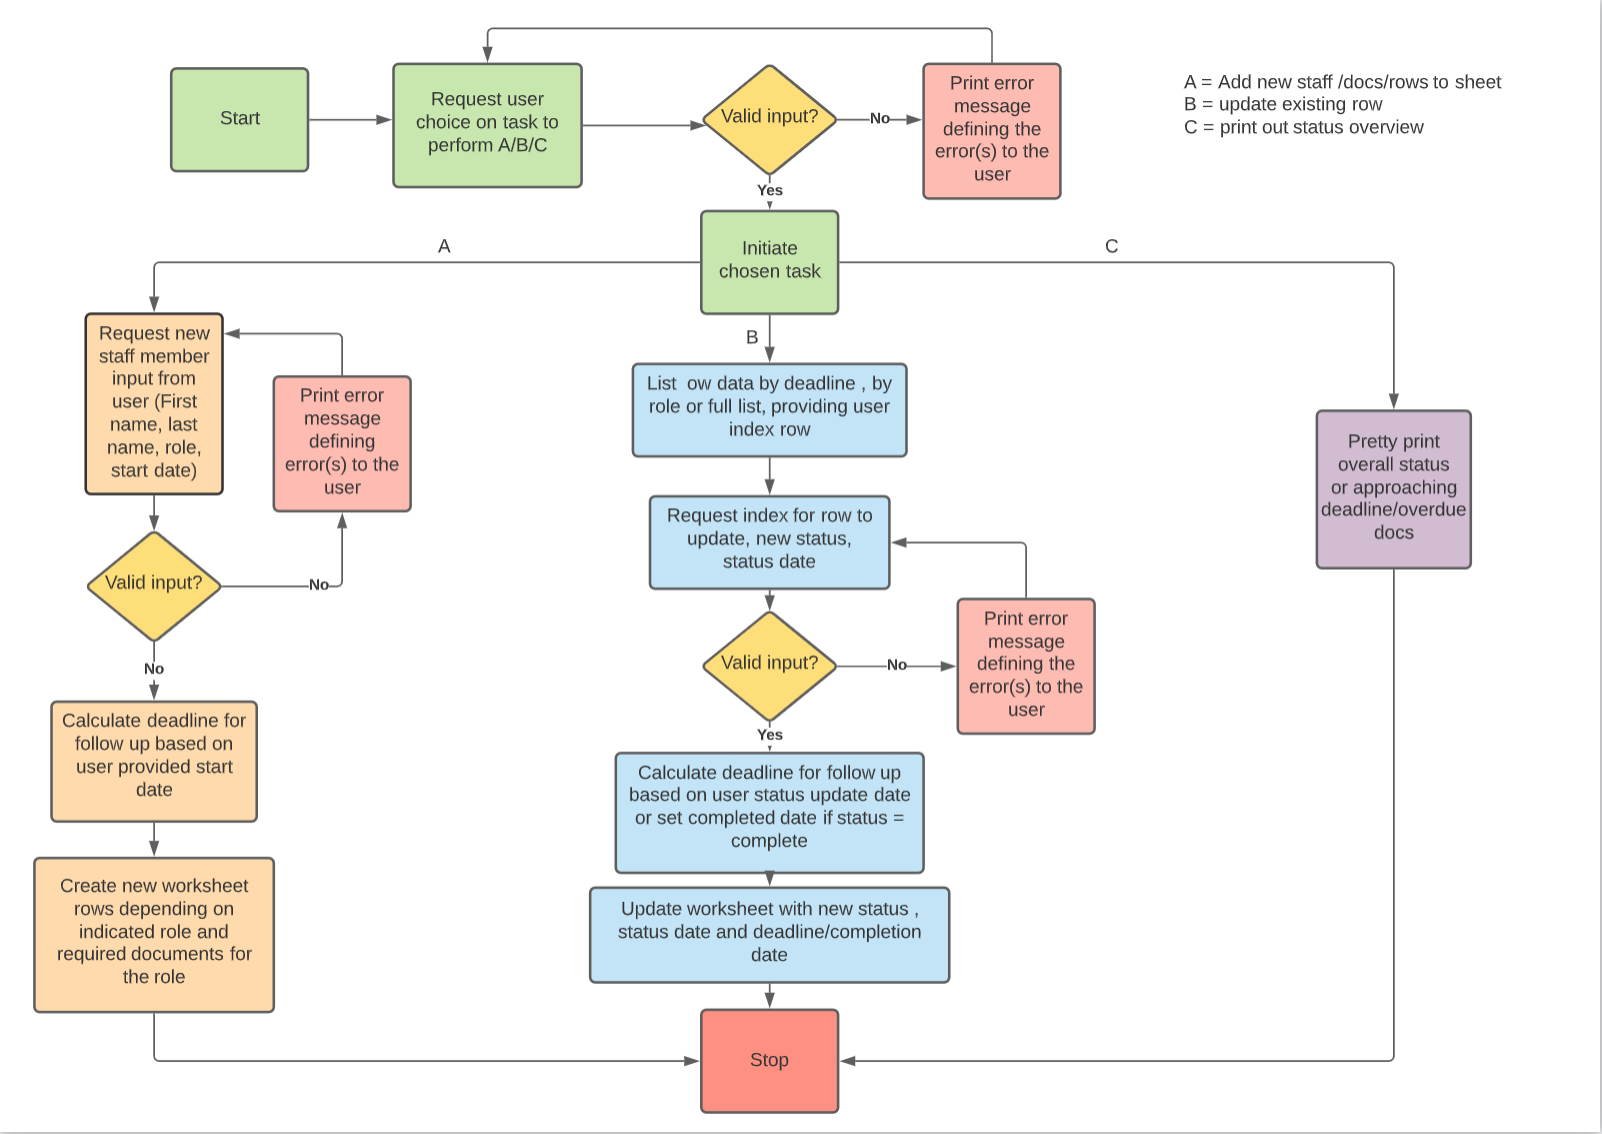 Start
Request user
choice on task to
perform A/B/C
Valid input?
No
Print error
message
defining the
error(s) to the
user
A = Add new staff /docs/rows to sheet
B = update existing row
C = print out status overview
Yes
Initiate
chosen task
A
B
C
Request new
staff member
input from
user (First
name, last
name, role,
start date)
Print error
message
defining
error(s) to the
user
Valid input?
No
No
Calculate deadline for
follow up based on
user provided start
date
Create new worksheet
rows depending on
indicated role and
required documents for
the role
List  ow data by deadline , by
role or full list, providing user
index row
Request index for row to
update, new status,
status date
Valid input?
No
Print error
message
defining the
error(s) to the
user
Yes
Calculate deadline for follow up
based on user status update date
or set completed date if status =
complete
Update worksheet with new status ,
status date and deadline/completion
date
Pretty print
overall status
or approaching
deadline/overdue
docs
Stop